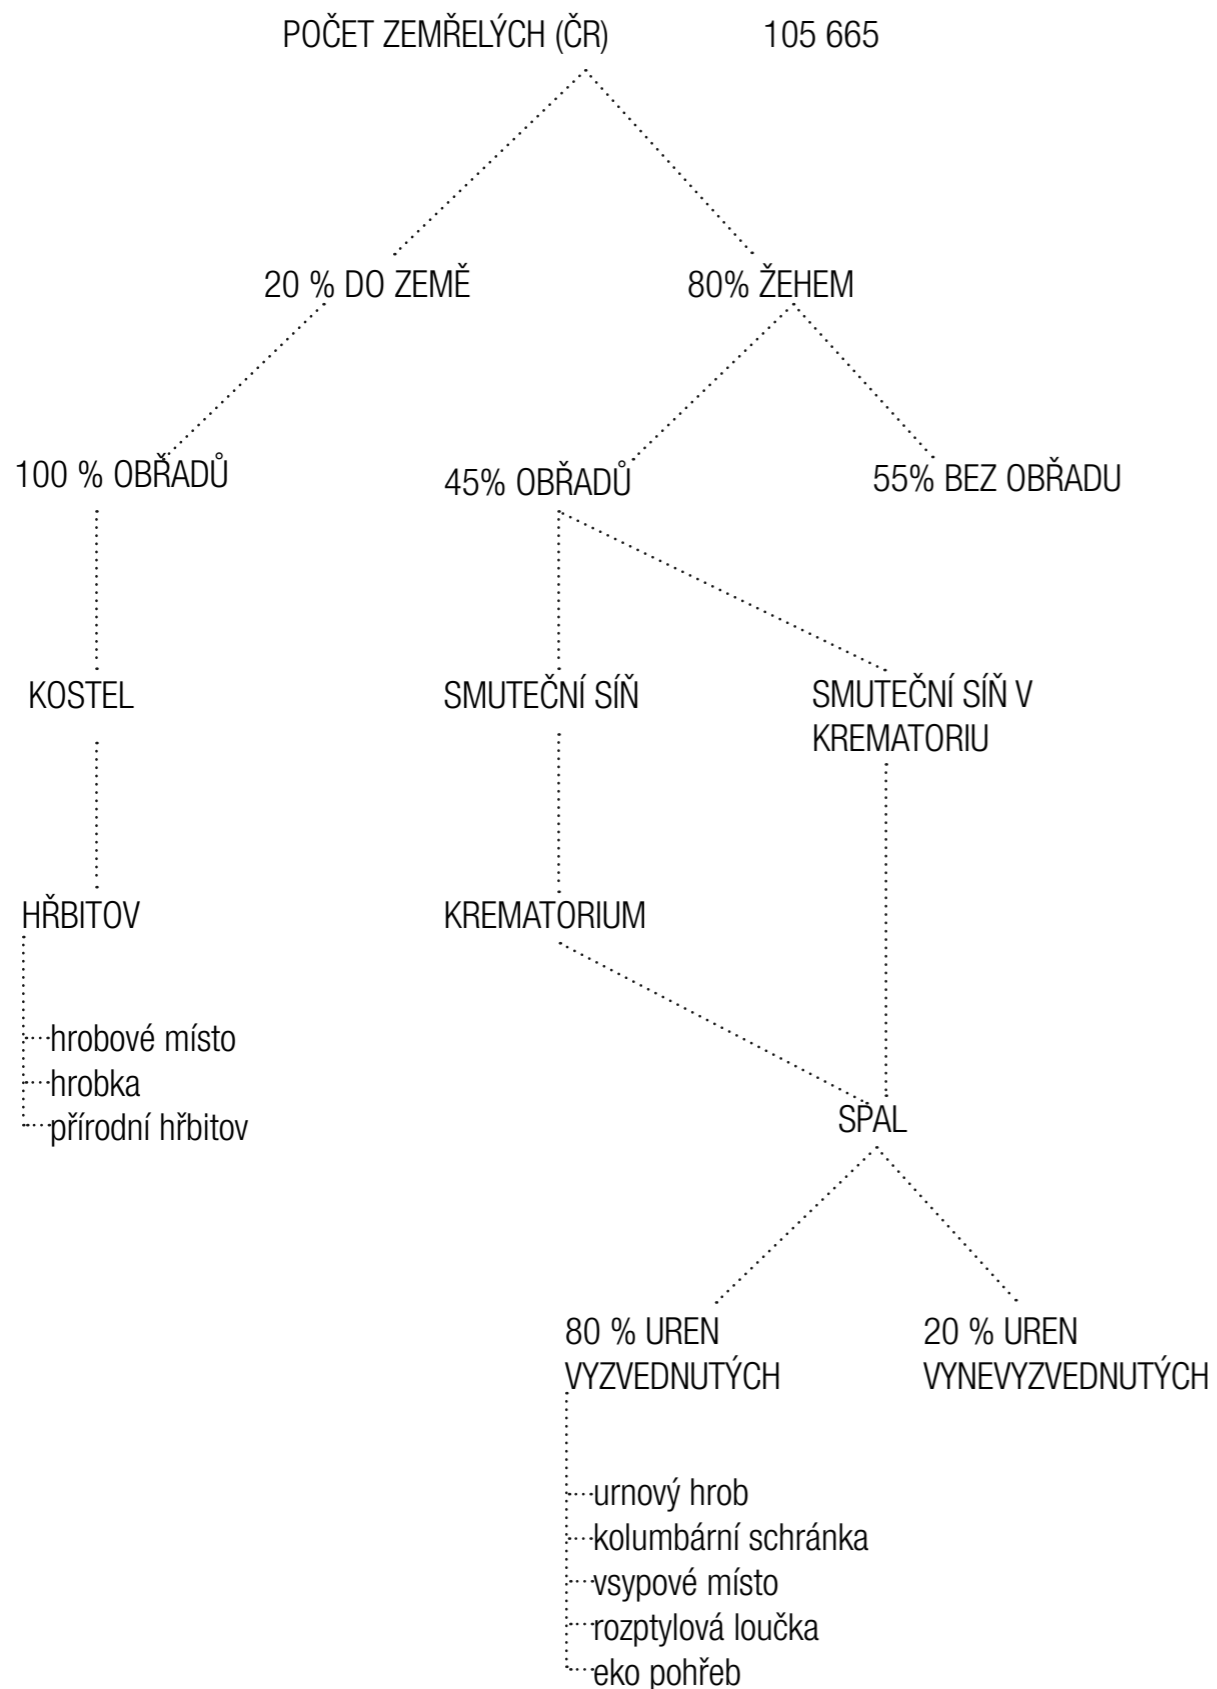 POČET ZEMŘELÝCH (ČR) 105 665
20 % DO ZEMĚ 80% ŽEHEM
100 % OBŘADŮ 45% OBŘADŮ 55% BEZ OBŘADU
KOSTEL SMUTEČNÍ SÍŇ SMUTEČNÍ SÍŇ V
KREMATORIU
HŘBITOV KREMATORIUM
hrobové místo
hrobka
přírodní hřbitov
SPAL
80 % UREN
VYZVEDNUTÝCH
20 % UREN
VYNEVYZVEDNUTÝCH
urnový hrob
kolumbární schránka
vsypové místo
rozptylová loučka
eko pohřeb